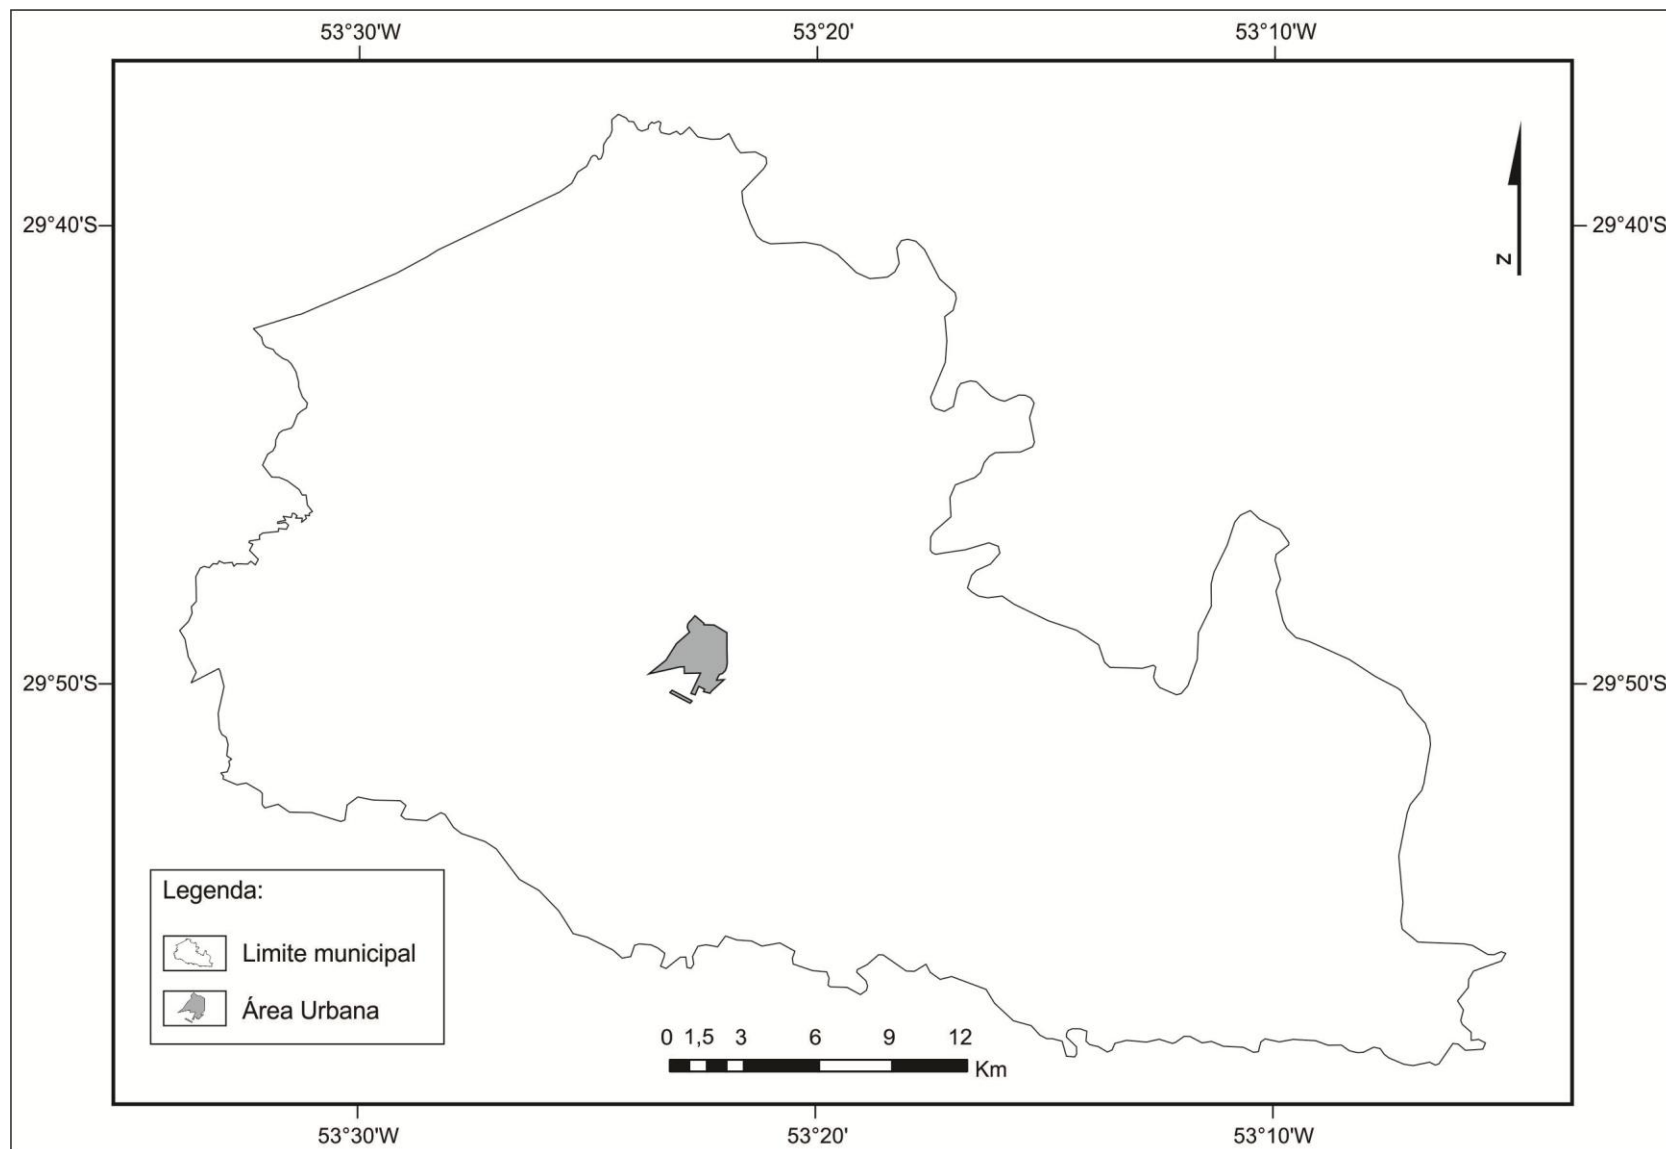 53°30'W 53°20' 53°10'W
29°40'S 29°40'S
N
29°50'S 29°50'S
Legenda:
Limite municipal
Área Urbana
0 1,5 3 6 9 12
Km
53°30'W 53°20' 53°10'W